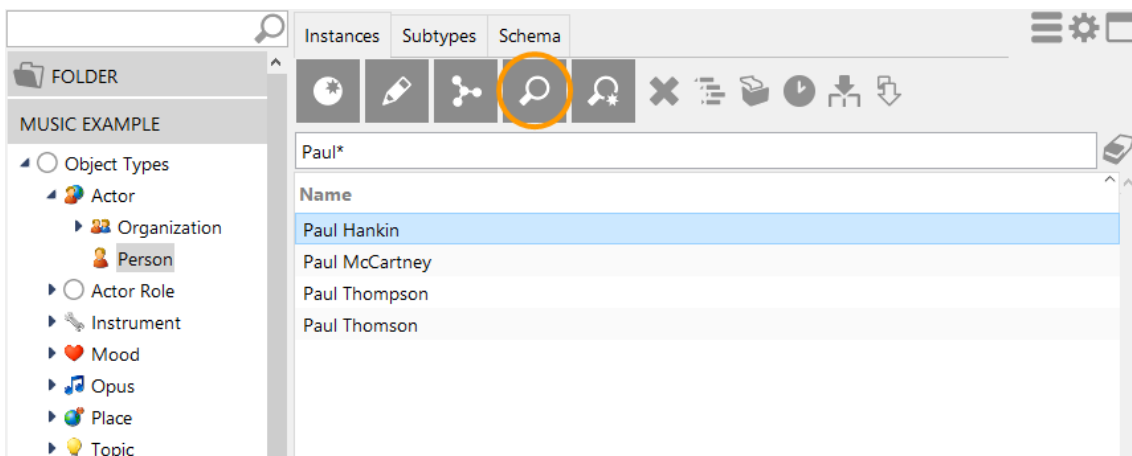 FOLDER
MUSIC EXAMPLE
Object Types
Actor
Organization
Person
Actor Role
Instrument
Mood
Opus
Place
Topic
Instances Subtypes Schema
Paul*
Name
Paul Hankin
Paul McCartney
Paul Thompson
Paul Thomson